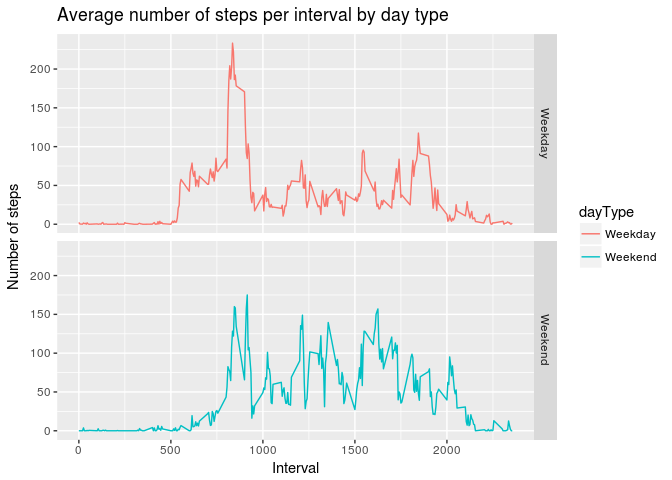 Average number of steps per interval by day type
Number of steps
200
150
100
50
0
Weekday
200
150
100
50
0
Weekend
0
500
1000
1500
2000
Interval
dayType
Weekday
Weekend